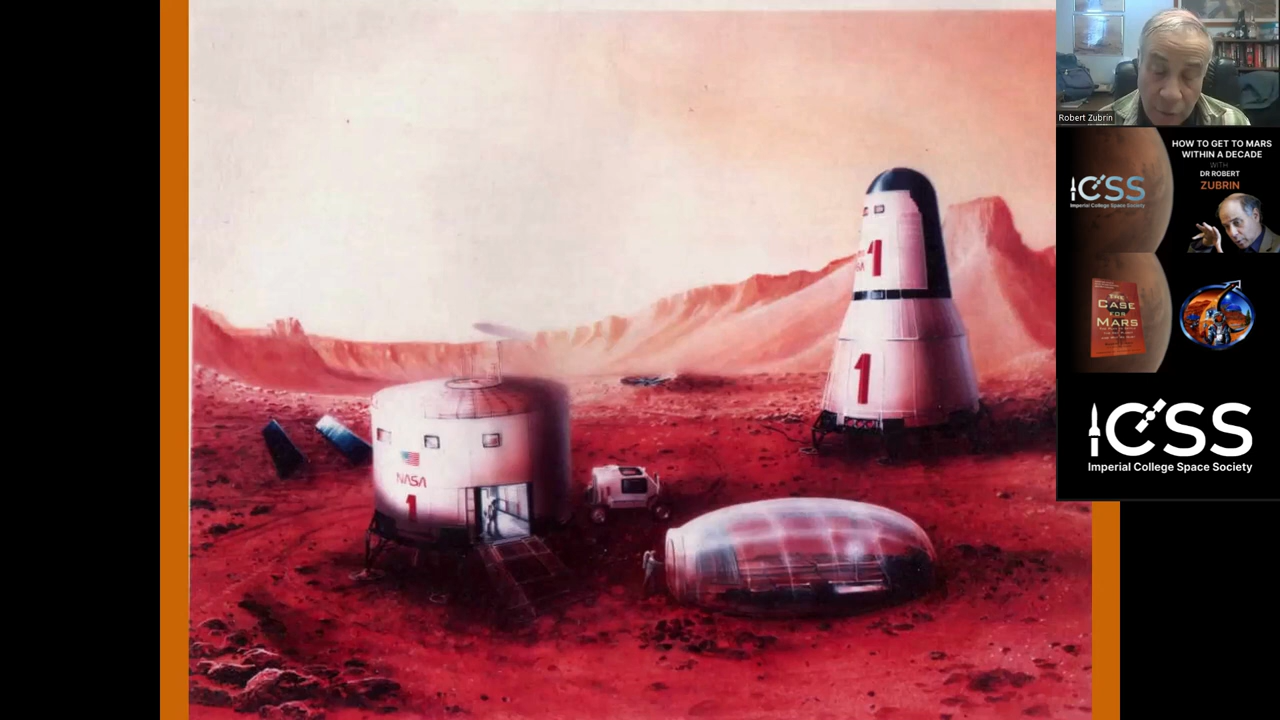 Robert Zubrin
HOW TO GET TO MARS
WITHIN A DECADE
WITH
DR ROBERT
ZUBRIN
ICSS
Imperial College Space Society
THE
CASE
FOR
MARS
ICSS
Imperial College Space Society
1
1
NASA
1